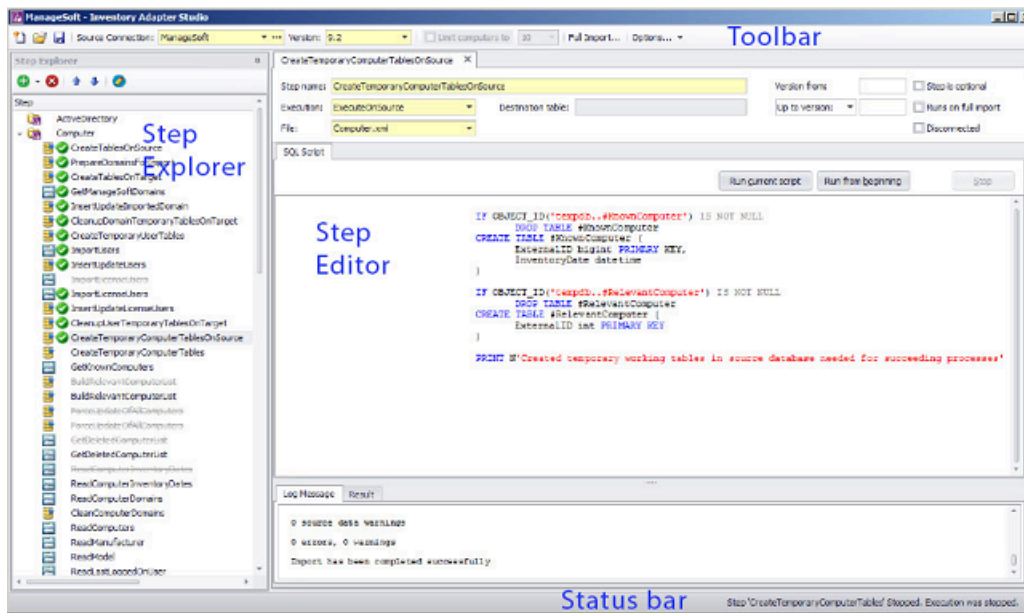 ManageSoft - Inventory Adapter Studio
Source Connection: ManageSoft Version: 9.2 Limit computers to 10 Full Import... Options...
Toolbar
Step Explorer
CreateTemporaryComputerTablesOnSource
Step name: CreateTemporaryComputerTablesOnSource Version from: Step is optional
Execution: ExecuteOnSource Destination table: Up to version: Runs on full import
File: Computer.xml Disconnected
SQL Script
Run current script Run from beginning Stop
Step
ActiveDirectory
Computer
CreateTablesOnSource
CreateTablesOnTarget
GetManageSoftDomains
InsertUpdateImportedDomain
CleanupDomainTemporaryTablesOnTarget
CreateTemporaryUserTables
ImportUsers
InsertUpdateUsers
ImportLicenseUsers
ImportLicenseUsers
InsertUpdateLicenseUsers
CleanupUserTemporaryTablesOnTarget
CreateTemporaryComputerTablesOnSource
CreateTemporaryComputerTables
GetKnownComputers
BuildRelevantComputerList
BuildRelevantComputerList
ForceUpdateOfAllComputers
ForceUpdateOfAllComputers
GetDeletedComputerList
GetDeletedComputerList
ReadComputerInventoryDates
ReadComputerInventoryDates
ReadComputerDomains
CleanComputerDomains
ReadComputers
ReadManufacturer
ReadModel
ReadLastLoggedOnUser
Step
Explorer
Step
Editor
IF OBJECT_ID('tempdb..#KnownComputer') IS NOT NULL
DROP TABLE #KnownComputer
CREATE TABLE #KnownComputer (
ExternalID bigint PRIMARY KEY,
InventoryDate datetime
)
IF OBJECT_ID('tempdb..#RelevantComputer') IS NOT NULL
DROP TABLE #RelevantComputer
CREATE TABLE #RelevantComputer (
ExternalID int PRIMARY KEY
)
PRINT N'Created temporary working tables in source database needed for succeeding processes'
Log Message Result
0 source data warnings
0 errors, 0 warnings
Import has been completed successfully
Status bar
Step 'CreateTemporaryComputerTables' Stopped. Execution was stopped.